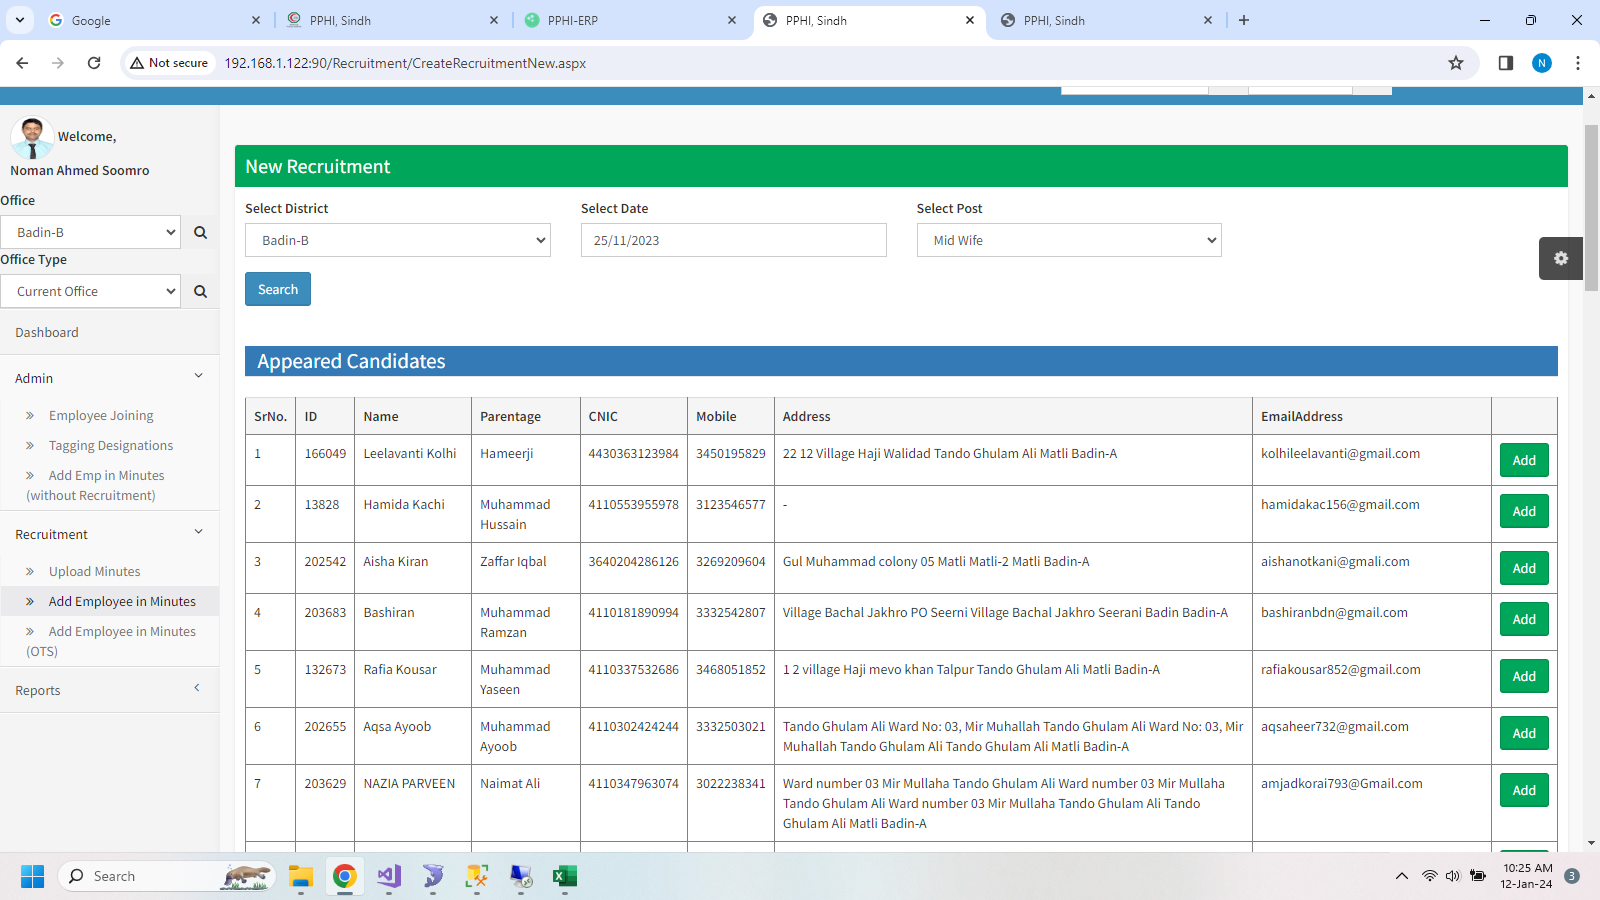 Google
PPHI, Sindh
PPHI-ERP
PPHI, Sindh
PPHI, Sindh
Not secure
192.168.1.122:90/Recruitment/CreateRecruitmentNew.aspx
N
Welcome,
Noman Ahmed Soomro
Office
Badin-B
Office Type
Current Office
Dashboard
Admin
Employee Joining
Tagging Designations
Add Emp in Minutes
(without Recruitment)
Recruitment
Upload Minutes
Add Employee in Minutes
Add Employee in Minutes
(OTS)
Reports
New Recruitment
Select District Select Date Select Post
Badin-B 25/11/2023 Mid Wife
Search
Appeared Candidates
SrNo. ID Name Parentage CNIC Mobile Address EmailAddress
1 166049 Leelavanti Kolhi Hameerji 4430363123984 3450195829 22 12 Village Haji Walidad Tando Ghulam Ali Matli Badin-A kolhileelavanti@gmail.com Add
2 13828 Hamida Kachi Muhammad 4110553955978 3123546577 - hamidakac156@gmail.com Add
Hussain
3 202542 Aisha Kiran Zaffar Iqbal 3640204286126 3269209604 Gul Muhammad colony 05 Matli Matli-2 Matli Badin-A aishanotkani@gmali.com Add
4 203683 Bashiran Muhammad 4110181890994 3332542807 Village Bachal Jakhro PO Seerni Village Bachal Jakhro Seerani Badin Badin-A bashiranbdn@gmail.com Add
Ramzan
5 132673 Rafia Kousar Muhammad 4110337532686 3468051852 1 2 village Haji mevo khan Talpur Tando Ghulam Ali Matli Badin-A rafiakousar852@gmail.com Add
Yaseen
6 202655 Aqsa Ayoob Muhammad 4110302424244 3332503021 Tando Ghulam Ali Ward No: 03, Mir Muhallah Tando Ghulam Ali Ward No: 03, Mir aqsaheer732@gmail.com Add
Ayoob Muhallah Tando Ghulam Ali Tando Ghulam Ali Matli Badin-A
7 203629 NAZIA PARVEEN Naimat Ali 4110347963074 3022238341 Ward number 03 Mir Mullaha Tando Ghulam Ali Ward number 03 Mir Mullaha amjadkorai793@Gmail.com Add
Tando Ghulam Ali Ward number 03 Mir Mullaha Tando Ghulam Ali Tando
Ghulam Ali Matli Badin-A
Search
10:25 AM
12-Jan-24
3